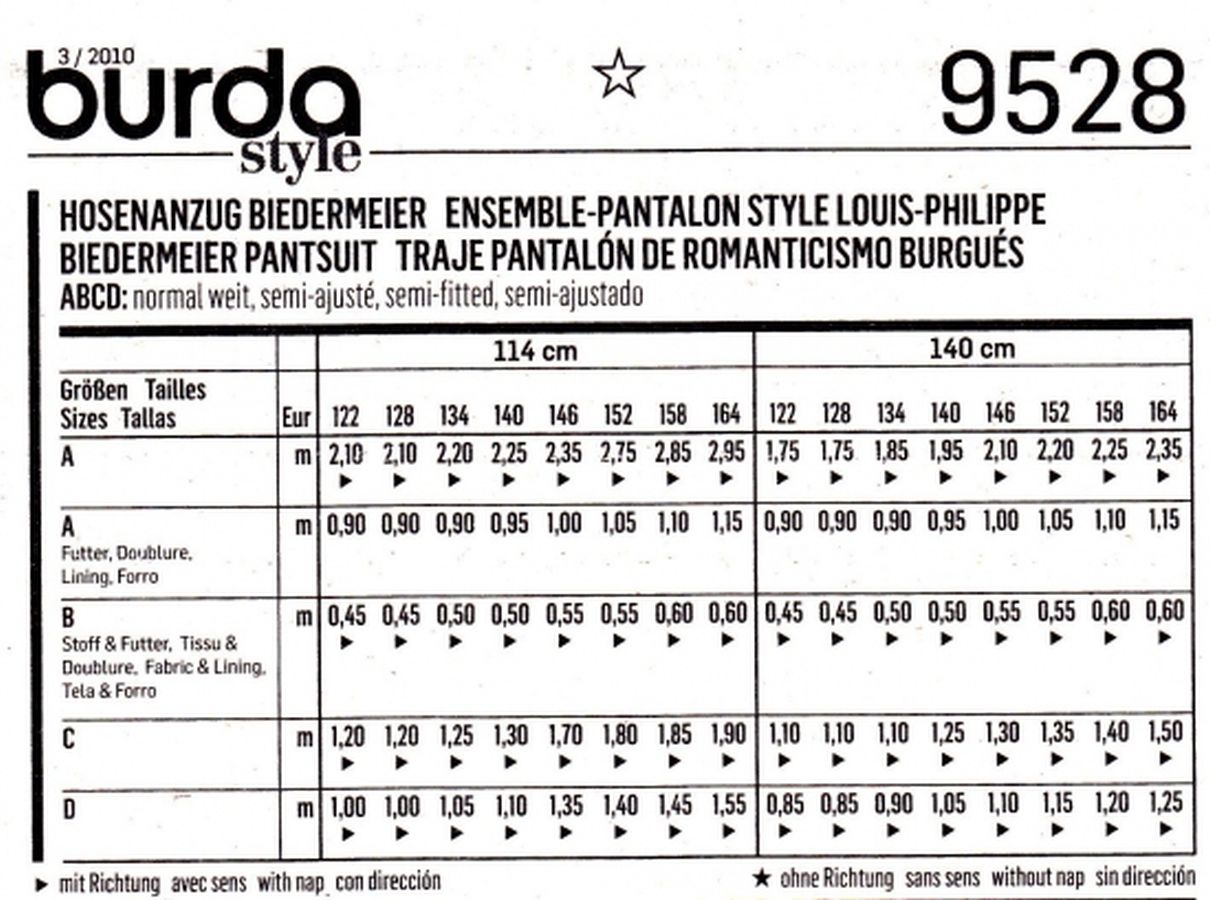 3 / 2010
burda
style
☆
9528
HOSENANZUG BIEDERMEIER ENSEMBLE-PANTALON STYLE LOUIS-PHILIPPE
BIEDERMEIER PANTSUIT TRAJE PANTALÓN DE ROMANTICISMO BURGUÉS
ABCD: normal weit, semi-ajusté, semi-fitted, semi-ajustado
114 cm 140 cm
Größen Tailles
Sizes Tallas Eur 122 128 134 140 146 152 158 164 122 128 134 140 146 152 158 164
A m 2,10 2,10 2,20 2,25 2,35 2,75 2,85 2,95 1,75 1,75 1,85 1,95 2,10 2,20 2,25 2,35
► ► ► ► ► ► ► ► ► ► ► ► ► ► ► ►
A m 0,90 0,90 0,90 0,95 1,00 1,05 1,10 1,15 0,90 0,90 0,90 0,95 1,00 1,05 1,10 1,15
Futter, Doublure,
Lining, Forro
B m 0,45 0,45 0,50 0,50 0,55 0,55 0,60 0,60 0,45 0,45 0,50 0,50 0,55 0,55 0,60 0,60
► ► ► ► ► ► ► ► ► ► ► ► ► ► ► ►
Stoff & Futter, Tissu &
Doublure, Fabric & Lining,
Tela & Forro
C m 1,20 1,20 1,25 1,30 1,70 1,80 1,85 1,90 1,10 1,10 1,10 1,25 1,30 1,35 1,40 1,50
► ► ► ► ► ► ► ► ► ► ► ► ► ► ► ►
D m 1,00 1,00 1,05 1,10 1,35 1,40 1,45 1,55 0,85 0,85 0,90 1,05 1,10 1,15 1,20 1,25
► ► ► ► ► ► ► ► ► ► ► ► ► ► ► ►
► mit Richtung avec sens with nap con dirección ★ ohne Richtung sans sens without nap sin dirección